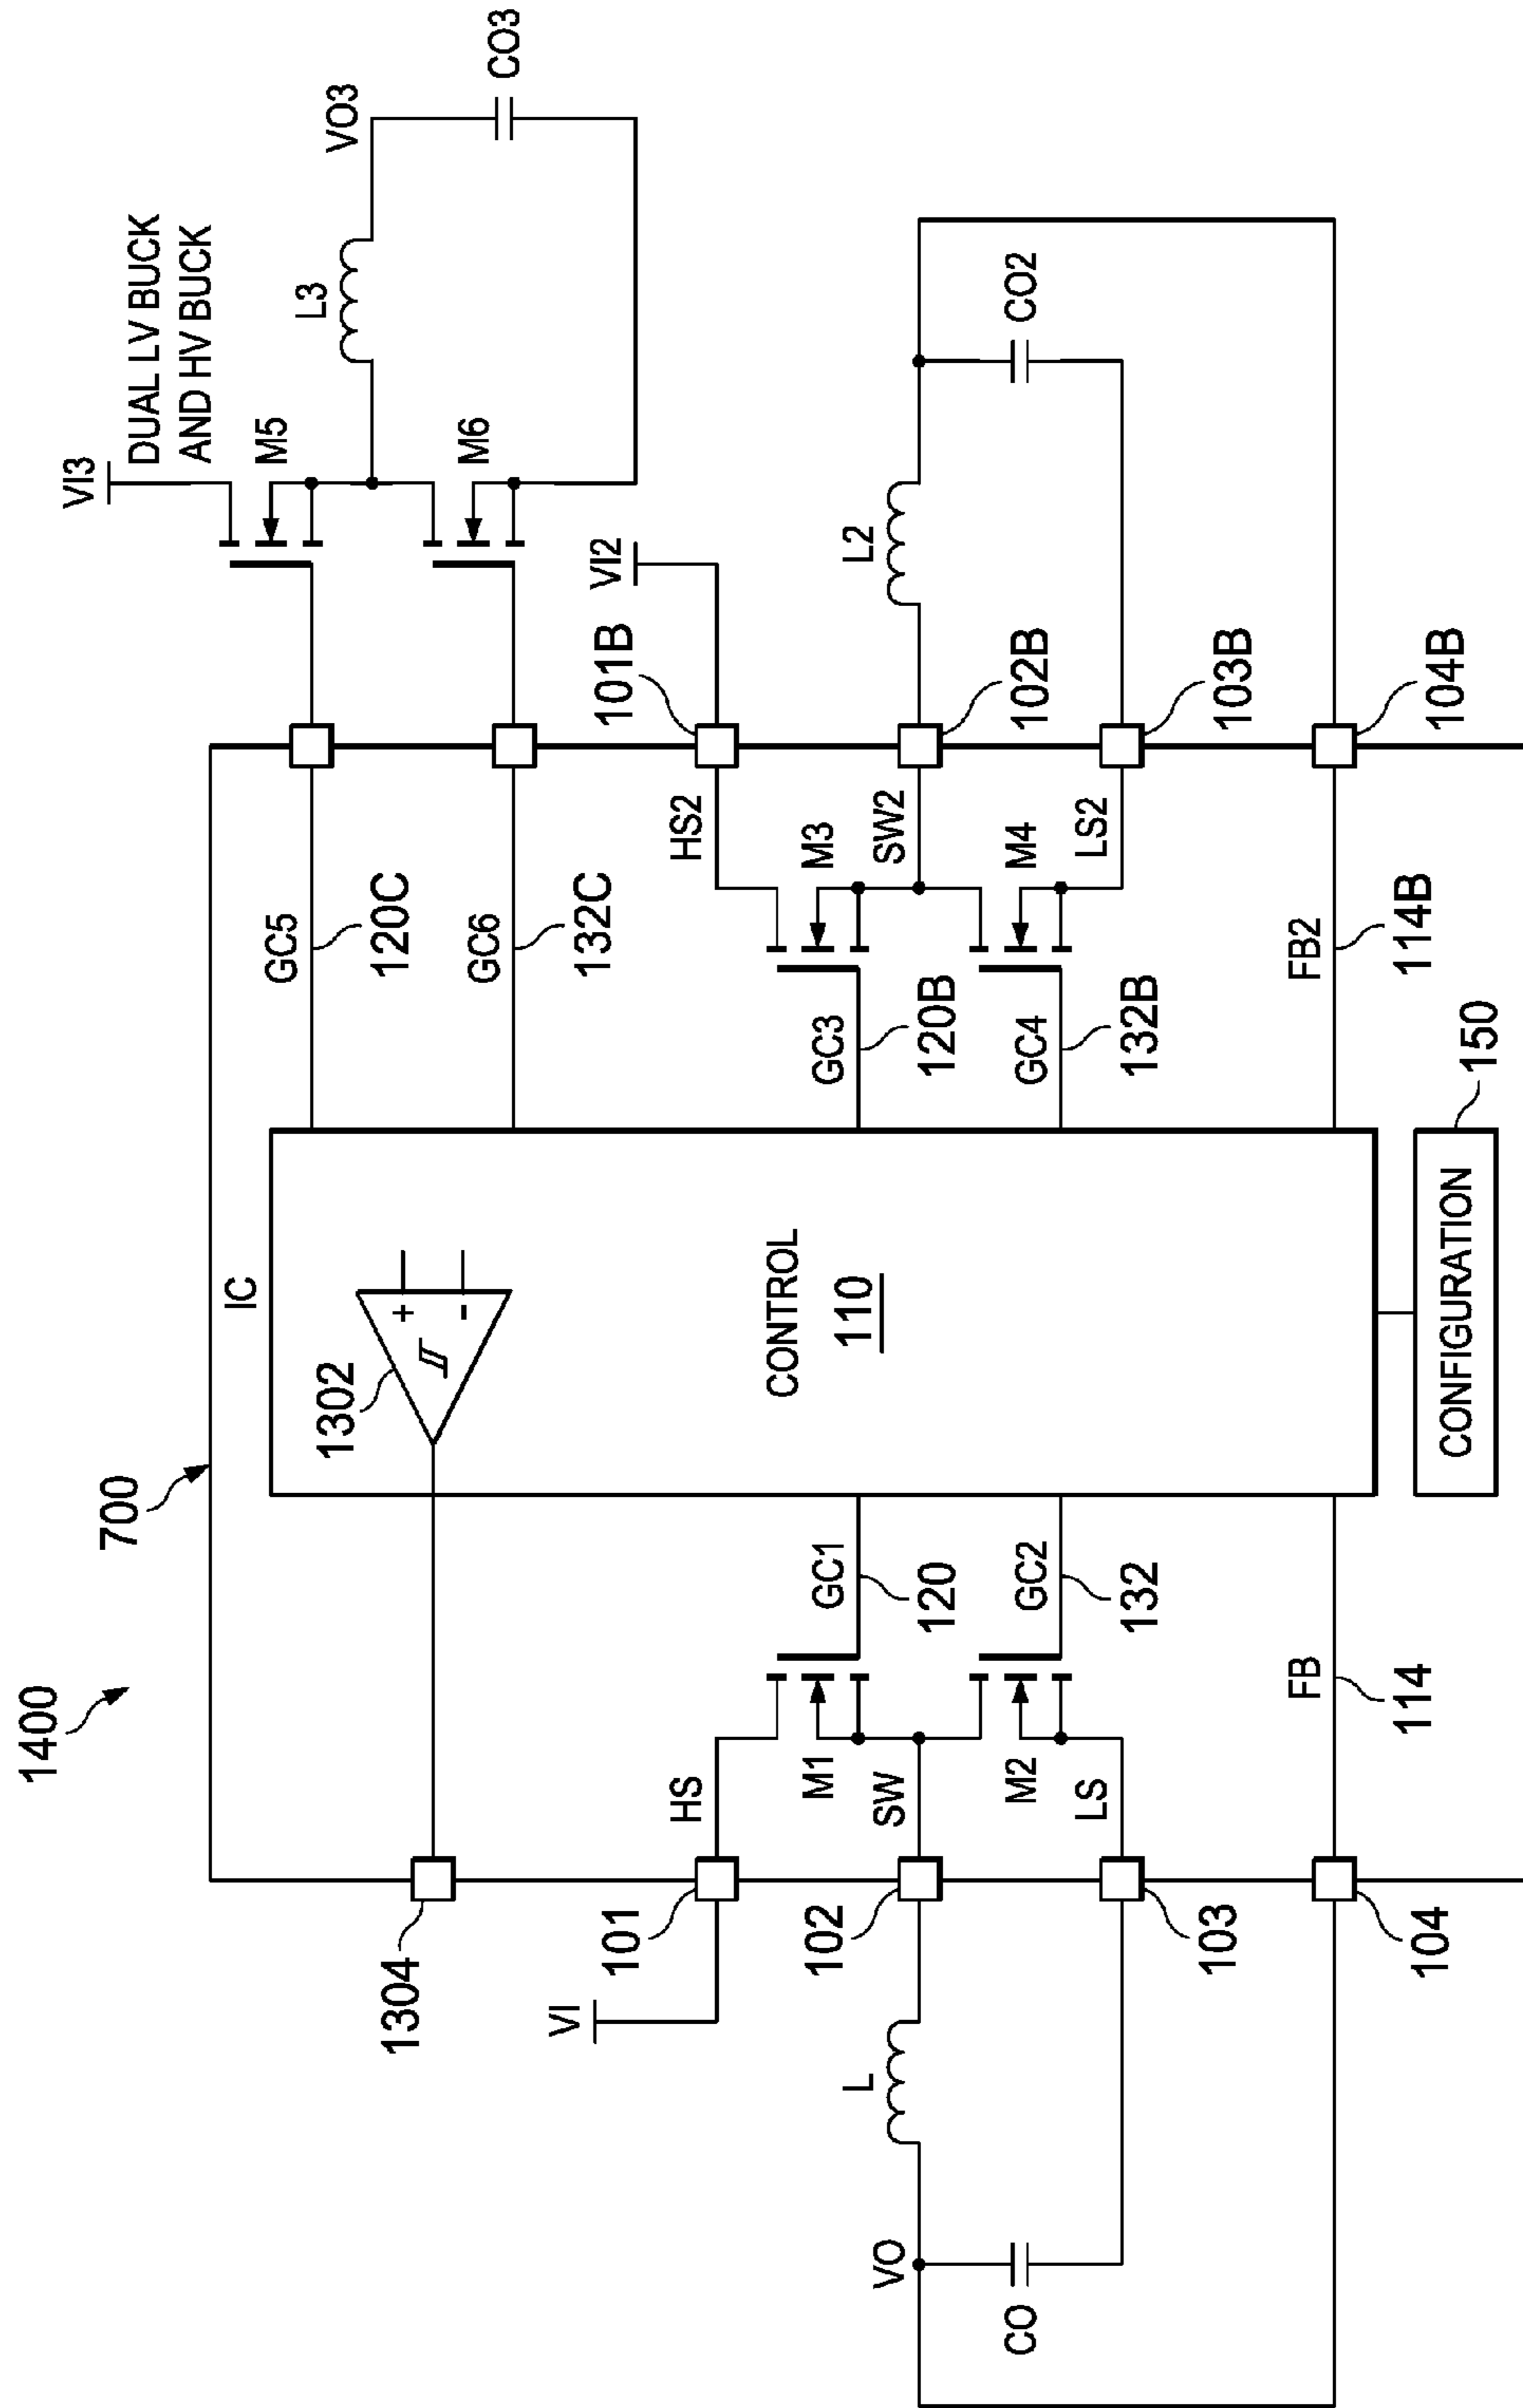 1400
700
IC
VI3
DUAL LV BUCK
AND HV BUCK
VO3
L3
CO3
M5
M6
GC5
120C
GC6
132C
1302
+
-
1304
VI
101
HS
M1
GC1
120
SW
102
L
VO
CO
M2
GC2
132
LS
103
FB
114
104
CONTROL
110
VI2
101B
HS2
M3
GC3
120B
SW2
102B
L2
CO2
M4
GC4
132B
LS2
103B
FB2
114B
104B
CONFIGURATION
150